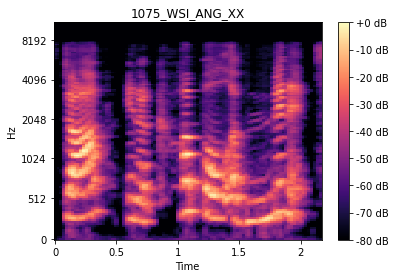 1075_WSI_ANG_XX
8192
4096
2048
1024
512
0
Hz
0
0.5
1
1.5
2
Time
+0 dB
-10 dB
-20 dB
-30 dB
-40 dB
-50 dB
-60 dB
-70 dB
-80 dB